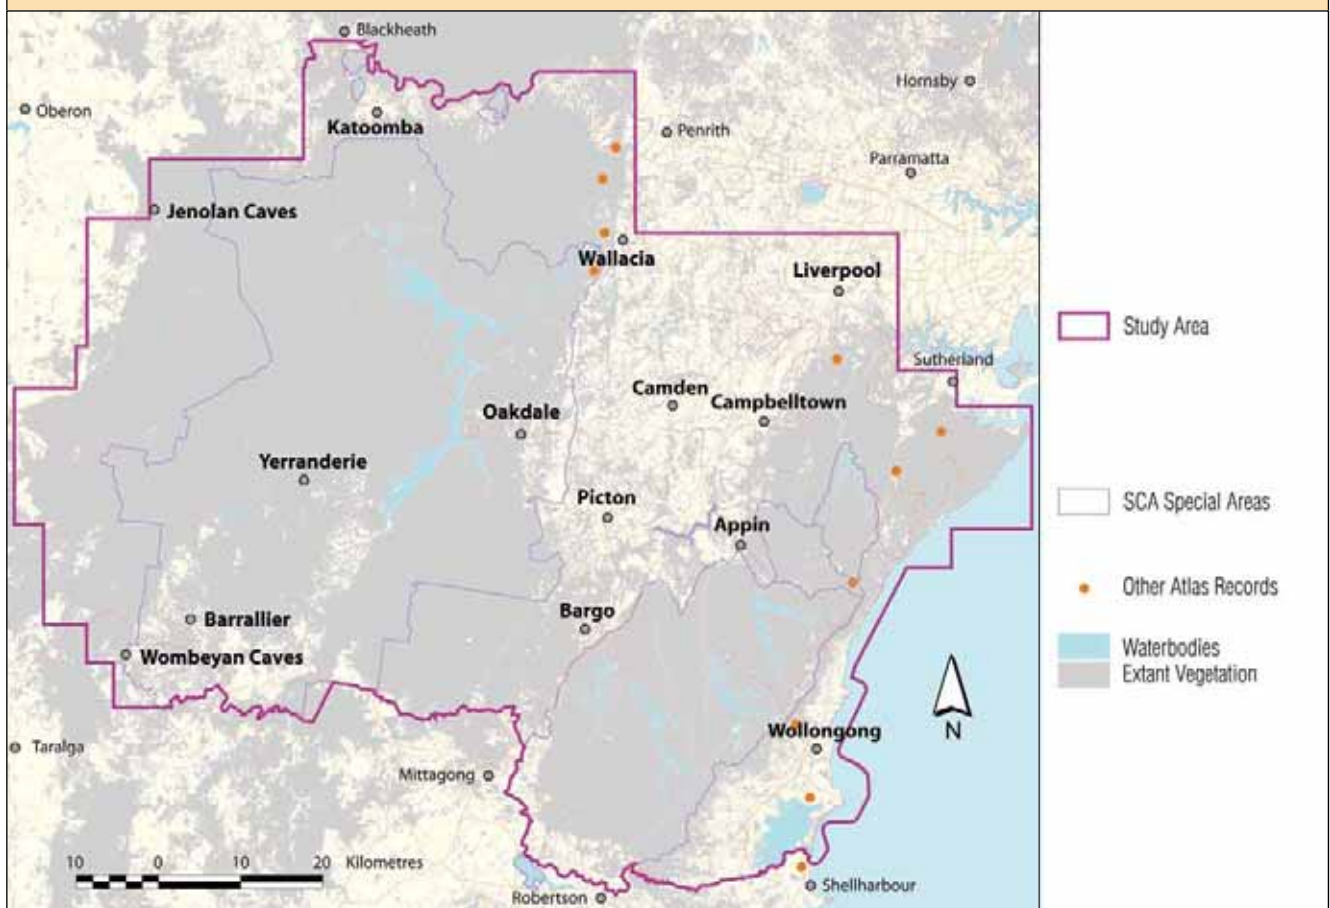 Blackheath
Oberon
Hornsby
Katoomba
Penrith
Parramatta
Jenolan Caves
Wallacia
Liverpool
Study Area
Sutherland
Camden
Campbelltown
Oakdale
Yerranderie
Picton
SCA Special Areas
Appin
Other Atlas Records
Bargo
Barrallier
Waterbodies
Wombeyan Caves
Extant Vegetation
N
Wollongong
Taralga
Mittagong
10 0 10 20 Kilometres
Shellharbour
Robertson